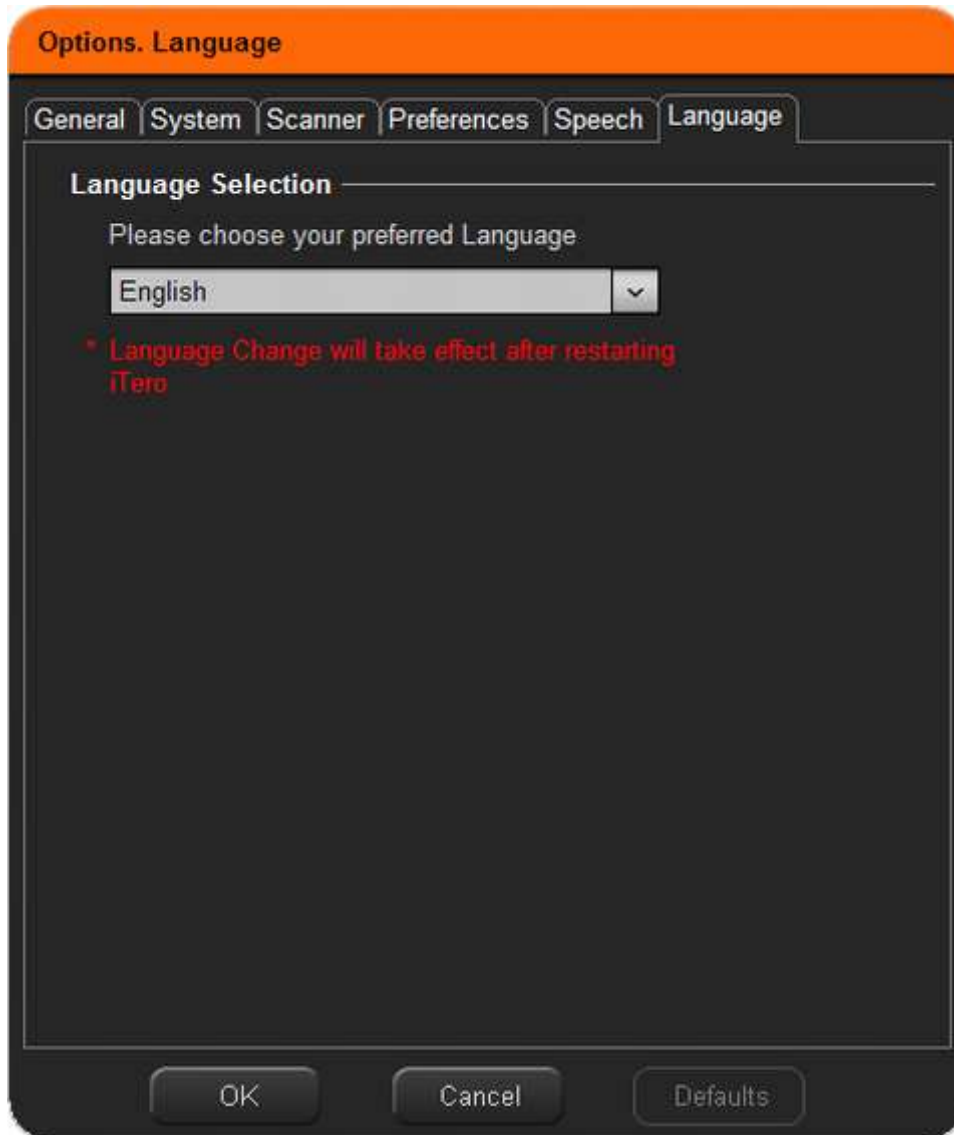 Options. Language
General System Scanner Preferences Speech Language
Language Selection
Please choose your preferred Language
English
* Language Change will take effect after restarting
iTero
OK Cancel Defaults